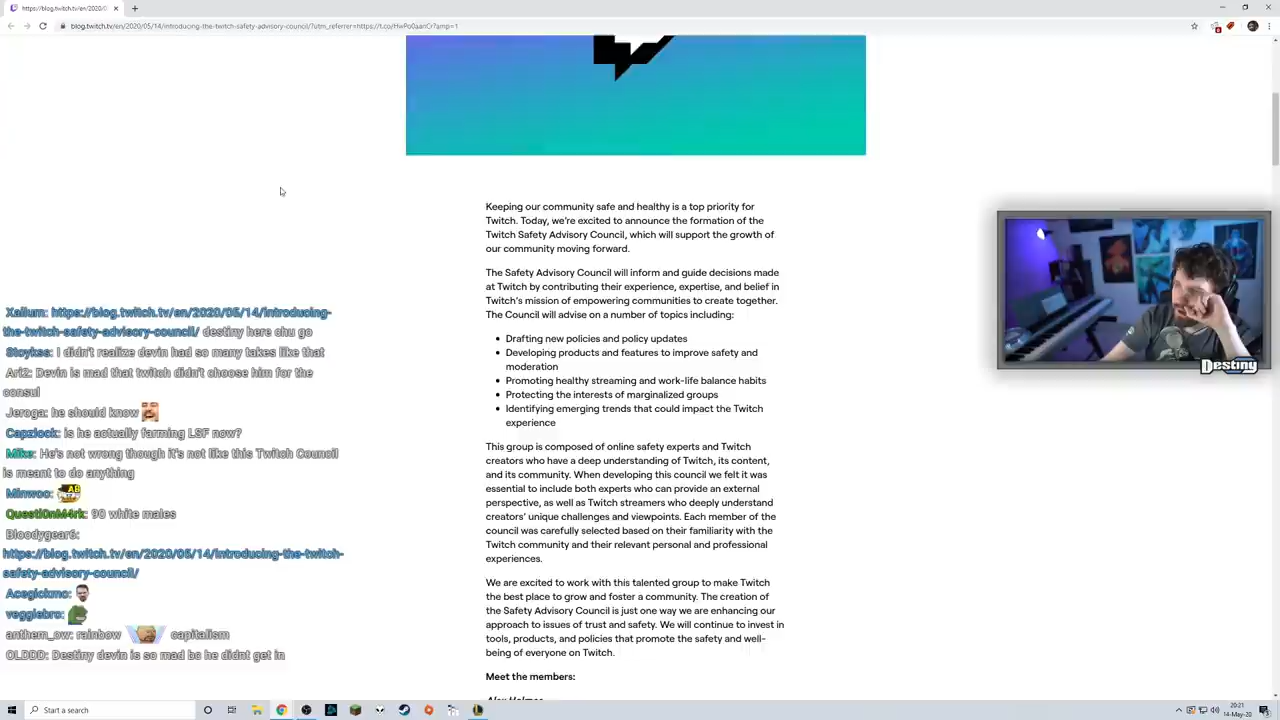 https://blog.twitch.tv/en/2020/0
https://blog.twitch.tv/en/2020/05/14/introducing-the-twitch-safety-advisory-council/?utm_referrer=https://t.co/HwPo0aanCr?amp=1
Keeping our community safe and healthy is a top priority for
Twitch. Today, we're excited to announce the formation of the
Twitch Safety Advisory Council, which will support the growth of
our community moving forward.
The Safety Advisory Council will inform and guide decisions made
at Twitch by contributing their experience, expertise, and belief in
Twitch's mission of empowering communities to create together.
The Council will advise on a number of topics including:
• Drafting new policies and policy updates
• Developing products and features to improve safety and
moderation
• Promoting healthy streaming and work-life balance habits
• Protecting the interests of marginalized groups
• Identifying emerging trends that could impact the Twitch
experience
This group is composed of online safety experts and Twitch
creators who have a deep understanding of Twitch, its content,
and its community. When developing this council we felt it was
essential to include both experts who can provide an external
perspective, as well as Twitch streamers who deeply understand
creators' unique challenges and viewpoints. Each member of the
council was carefully selected based on their familiarity with the
Twitch community and their relevant personal and professional
experiences.
We are excited to work with this talented group to make Twitch
the best place to grow and foster a community. The creation of
the Safety Advisory Council is just one way we are enhancing our
approach to issues of trust and safety. We will continue to invest in
tools, products, and policies that promote the safety and well-
being of everyone on Twitch.
Meet the members:
Xalium: https://blog.twitch.tv/en/2020/05/14/introducing-
the-twitch-safety-advisory-council/ destiny here chu go
Stoykss: I didn't realize devin had so many takes like that
Ari2: Devin is mad that twitch didn't choose him for the
consul
Jeroga: he should know
Capzlock: is he actually farming LSF now?
Mike: He's not wrong though it's not like this Twitch Council
is meant to do anything
Minwoo:
Questi0nM4rk: 90 white males
Bloodygear6:
https://blog.twitch.tv/en/2020/05/14/introducing-the-twitch-
safety-advisory-council/
Acegickmo:
veggiebro:
anthem_ow: rainbow capitalism
OLDDD: Destiny devin is so mad bc he didnt get in
Destiny
Start a search
20:21
14-May-20